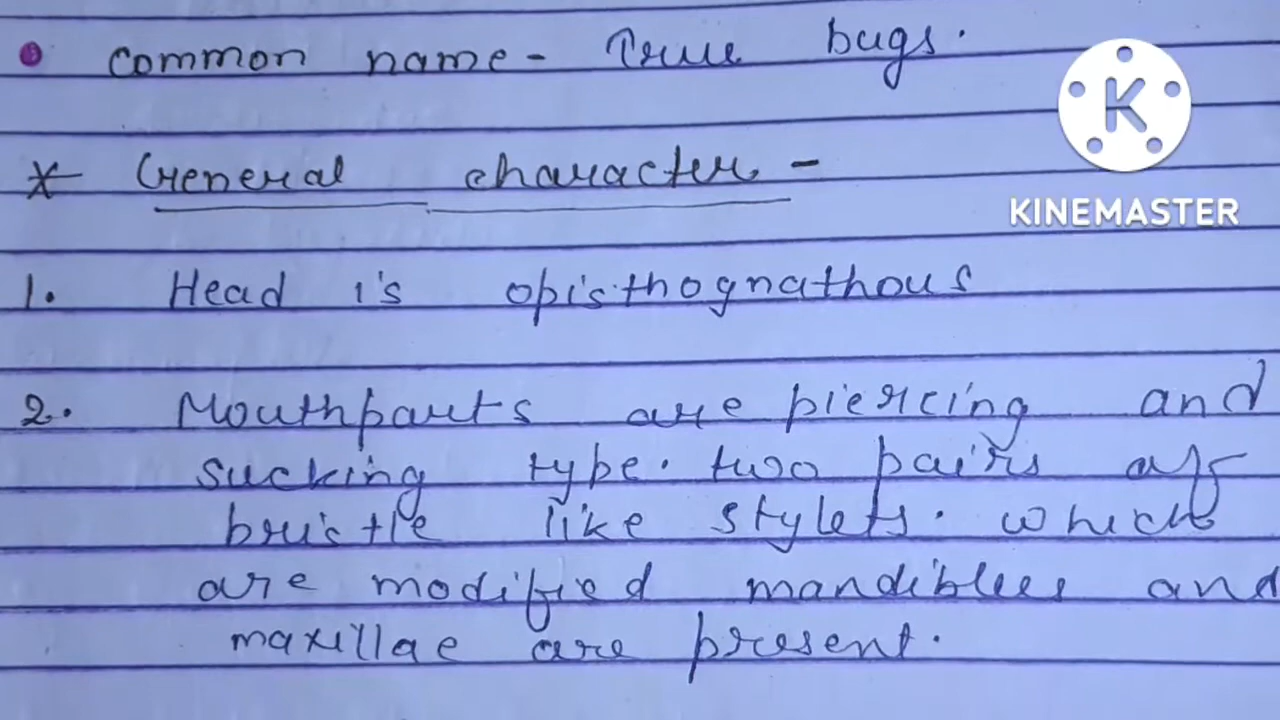 • Common name - True bugs.
K
KINEMASTER
* General character -
1. Head is opisthognathous
2. Mouthparts are piercing and
sucking type. two pairs of
bristle like stylets. which
are modified mandibles and
maxillae are present.